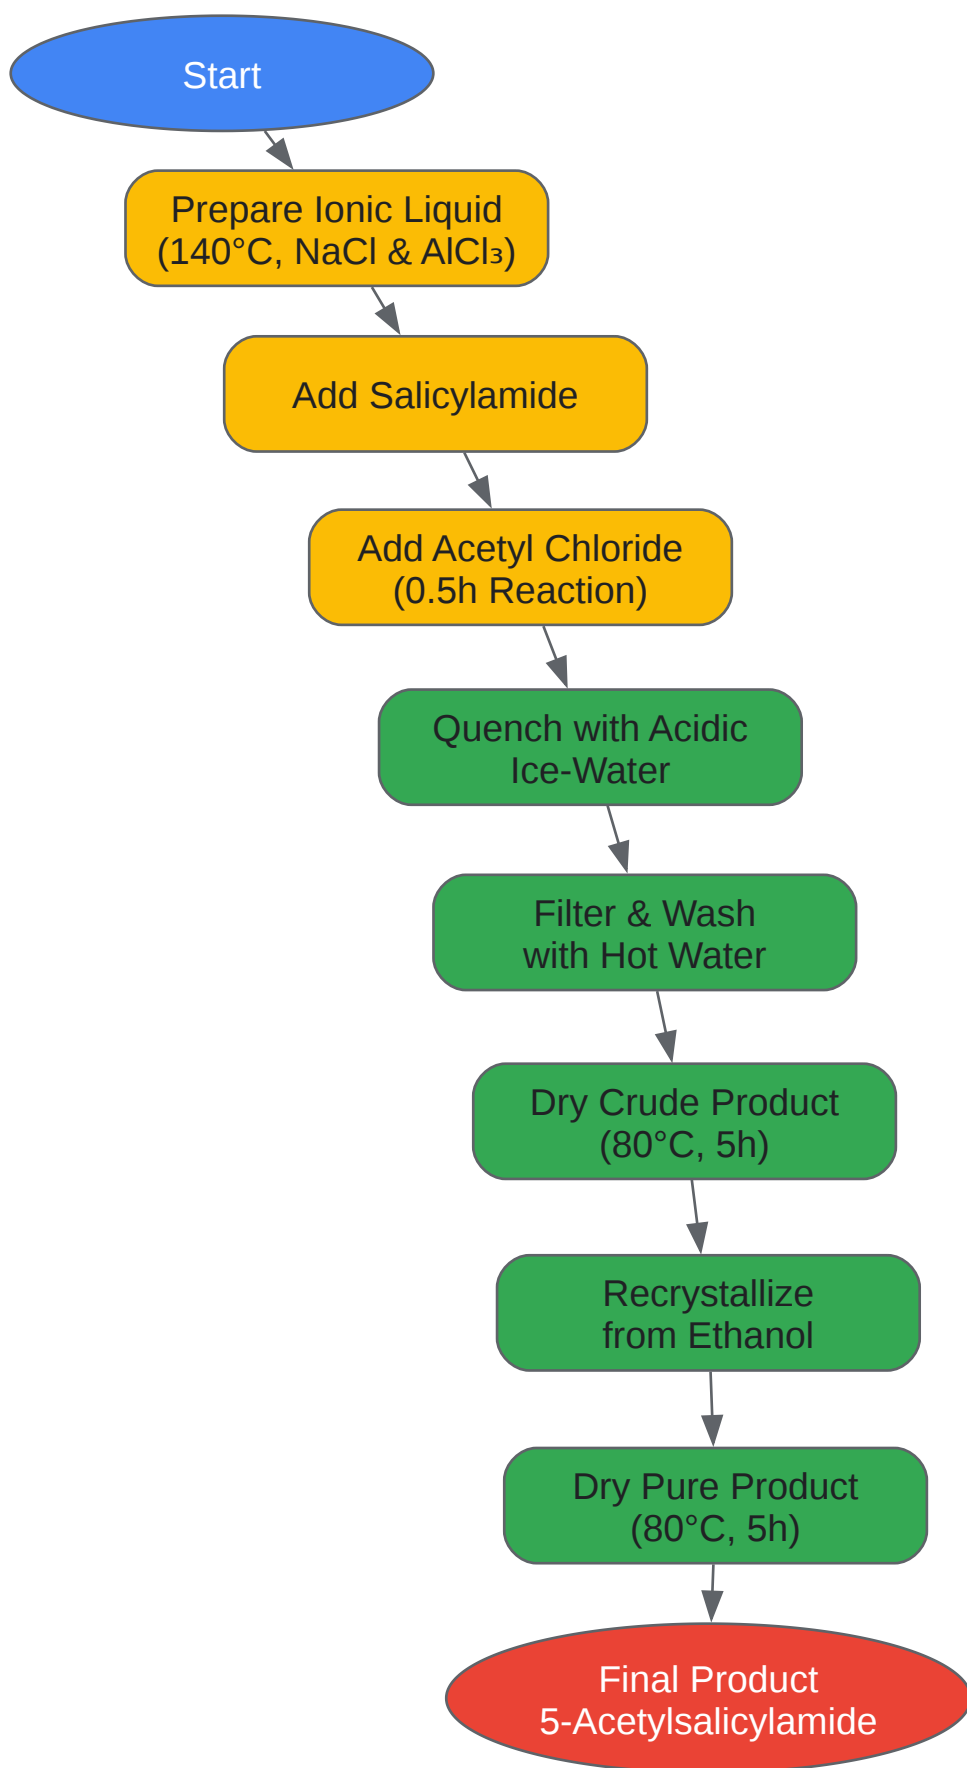 Start
Prepare Ionic Liquid
(140°C, NaCl & AlCl₃)
Add Salicylamide
Add Acetyl Chloride
(0.5h Reaction)
Quench with Acidic
Ice-Water
Filter & Wash
with Hot Water
Dry Crude Product
(80°C, 5h)
Recrystallize
from Ethanol
Dry Pure Product
(80°C, 5h)
Final Product
5-Acetylsalicylamide